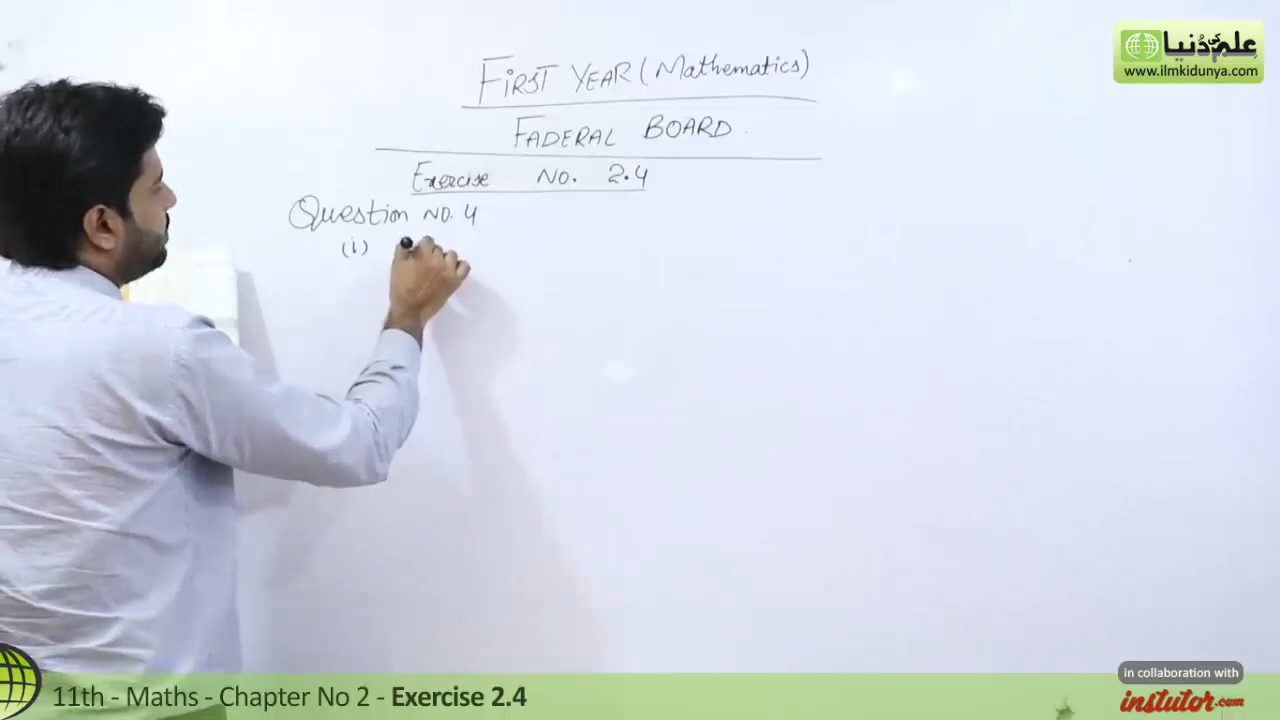 FIRST YEAR (Mathematics)
FADERAL BOARD.
Exercise NO. 2.4
Question NO. 4
(i)
علم کی دُنیا
www.ilmkidunya.com
in collaboration with
instutor.com
11th - Maths - Chapter No 2 - Exercise 2.4